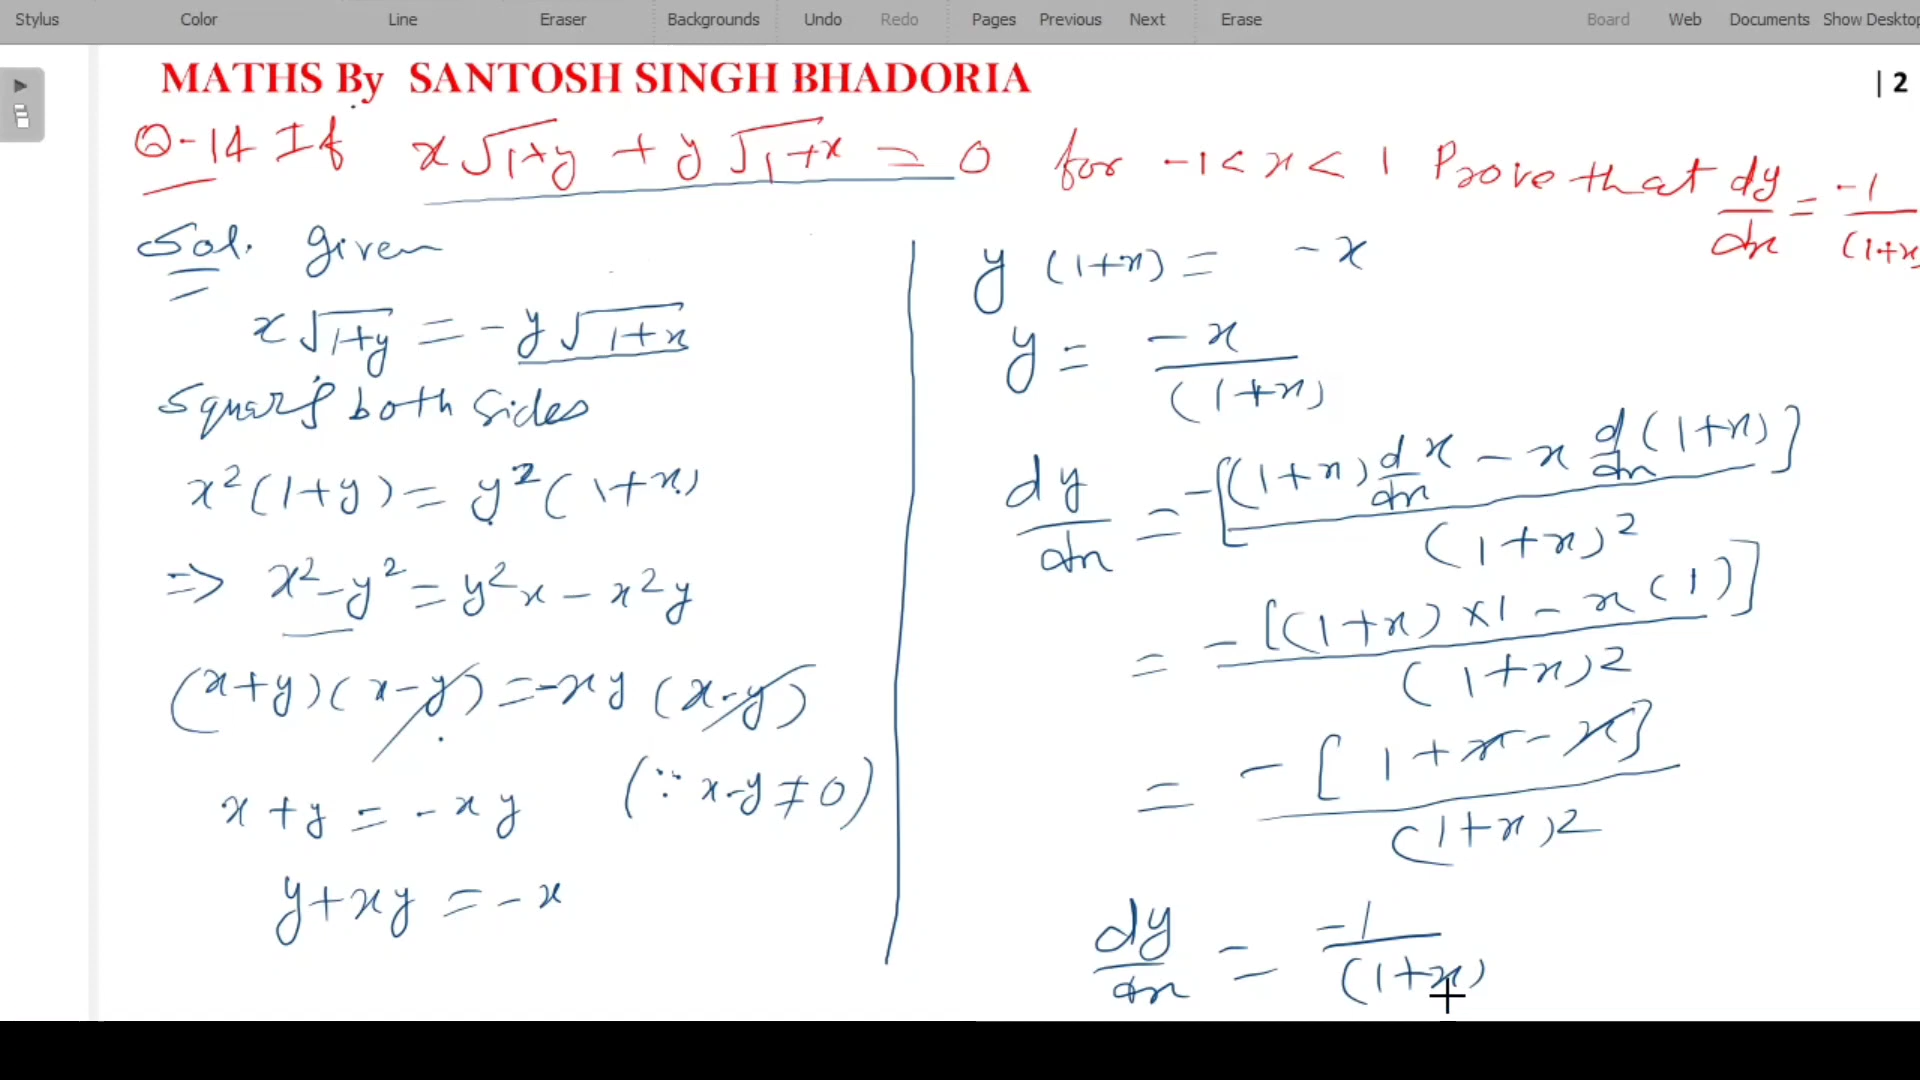 Stylus Color Line Eraser Backgrounds Undo Redo Pages Previous Next Erase Board Web Documents Show Desktop
MATHS By SANTOSH SINGH BHADORIA
| 2
Q-14 If x√(1+y) + y√(1+x) = 0 for -1 < x < 1 Prove that dy/dx = -1/(1+x
Sol. given
x√(1+y) = -y√(1+x)
Squar'g both sides
x²(1+y) = y²(1+x)
=> x²-y² = y²x - x²y
(x+y)(x-y) = -xy (x-y)
x+y = -xy (∵ x-y ≠ 0)
y+xy = -x
y (1+x) = -x
y = -x/(1+x)
dy/dx = -[(1+x) d/dx x - x d/dx (1+x)]/(1+x)²
= -[(1+x)×1 - x(1)]/(1+x)²
= -[1+x-x]/(1+x)²
dy/dx = -1/(1+x)